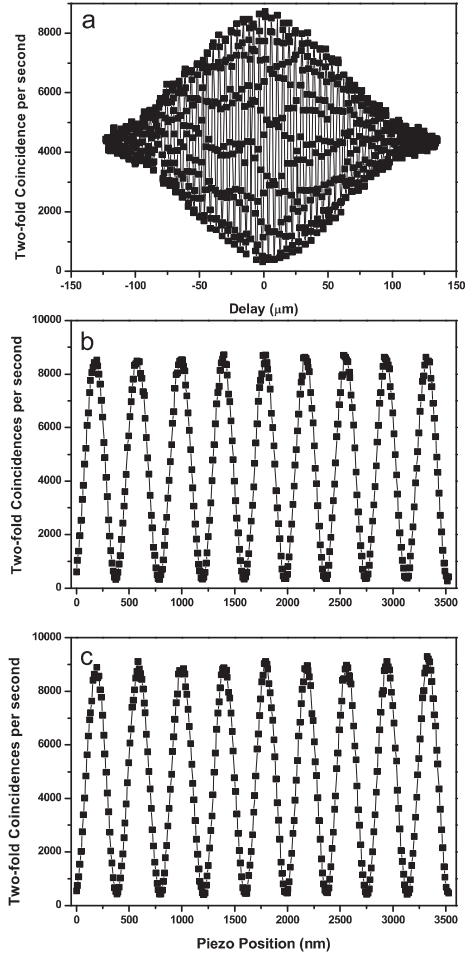 a
Two-fold Coincidence per second
8000
6000
4000
2000
0
-150 -100 -50 0 50 100 150
Delay (μm)
b
Two-fold Coincidences per second
10000
8000
6000
4000
2000
0
0 500 1000 1500 2000 2500 3000 3500
c
Two-fold Coincidences per second
10000
8000
6000
4000
2000
0
0 500 1000 1500 2000 2500 3000 3500
Piezo Position (nm)